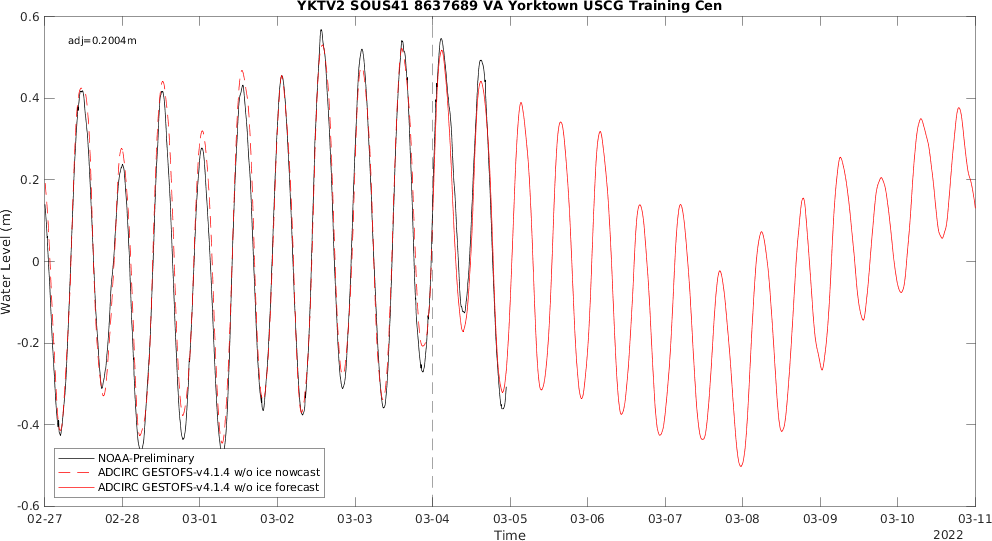 YKTV2 SOUS41 8637689 VA Yorktown USCG Training Cen
adj=0.2004m
0.6
0.4
0.2
0
-0.2
-0.4
-0.6
Water Level (m)
NOAA-Preliminary
ADCIRC GESTOFS-v4.1.4 w/o ice nowcast
ADCIRC GESTOFS-v4.1.4 w/o ice forecast
02-27 02-28 03-01 03-02 03-03 03-04 03-05 03-06 03-07 03-08 03-09 03-10 03-11
Time
2022